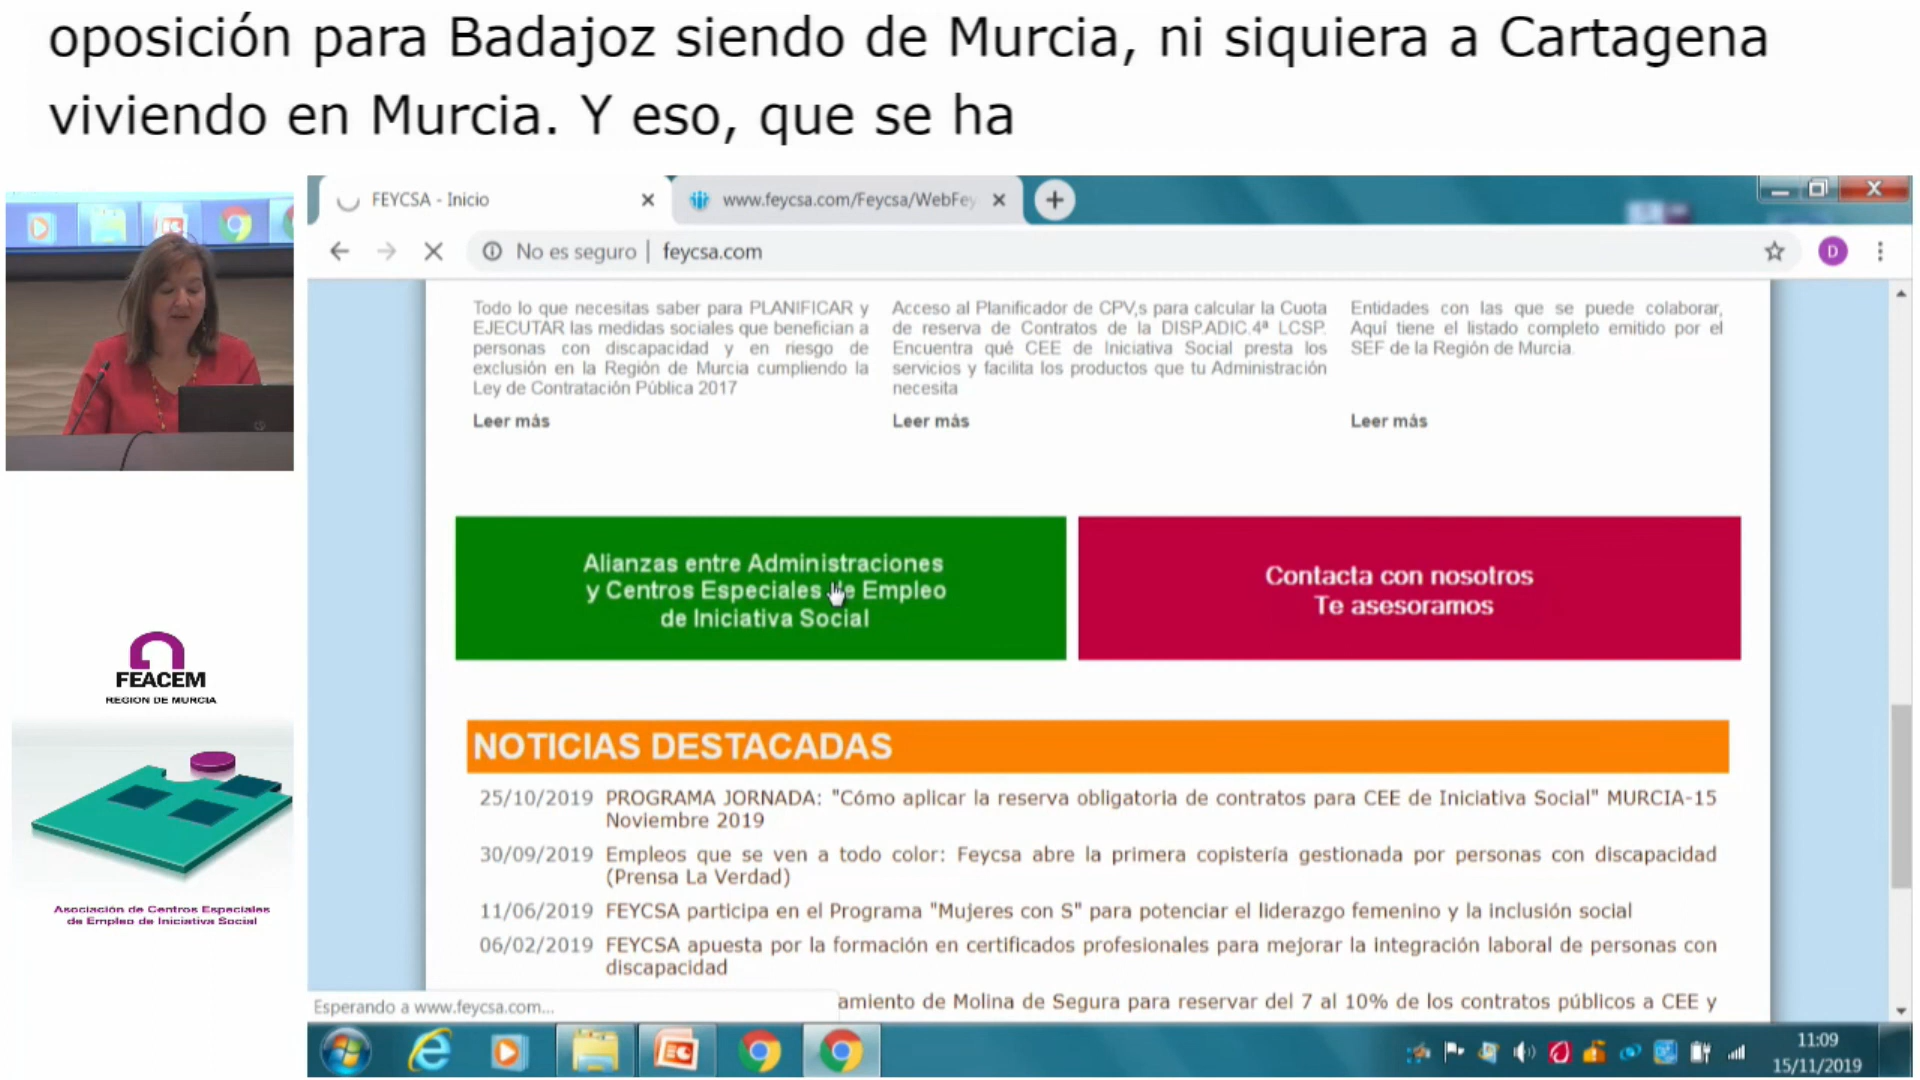 oposición para Badajoz siendo de Murcia, ni siquiera a Cartagena
viviendo en Murcia. Y eso, que se ha
FEYCSA - Inicio
www.feycsa.com/Feycsa/WebFey
No es seguro | feycsa.com
D
Todo lo que necesitas saber para PLANIFICAR y
EJECUTAR las medidas sociales que benefician a
personas con discapacidad y en riesgo de
exclusión en la Región de Murcia cumpliendo la
Ley de Contratación Pública 2017
Leer más
Acceso al Planificador de CPV,s para calcular la Cuota
de reserva de Contratos de la DISP.ADIC.4ª LCSP.
Encuentra qué CEE de Iniciativa Social presta los
servicios y facilita los productos que tu Administración
necesita
Leer más
Entidades con las que se puede colaborar,
Aquí tiene el listado completo emitido por el
SEF de la Región de Murcia.
Leer más
Alianzas entre Administraciones
y Centros Especiales de Empleo
de Iniciativa Social
Contacta con nosotros
Te asesoramos
NOTICIAS DESTACADAS
25/10/2019 PROGRAMA JORNADA: "Cómo aplicar la reserva obligatoria de contratos para CEE de Iniciativa Social" MURCIA-15
Noviembre 2019
30/09/2019 Empleos que se ven a todo color: Feycsa abre la primera copistería gestionada por personas con discapacidad
(Prensa La Verdad)
11/06/2019 FEYCSA participa en el Programa "Mujeres con S" para potenciar el liderazgo femenino y la inclusión social
06/02/2019 FEYCSA apuesta por la formación en certificados profesionales para mejorar la integración laboral de personas con
discapacidad
amiento de Molina de Segura para reservar del 7 al 10% de los contratos públicos a CEE y
Esperando a www.feycsa.com...
11:09
15/11/2019
FEACEM
REGION DE MURCIA
Asociación de Centros Especiales
de Empleo de Iniciativa Social